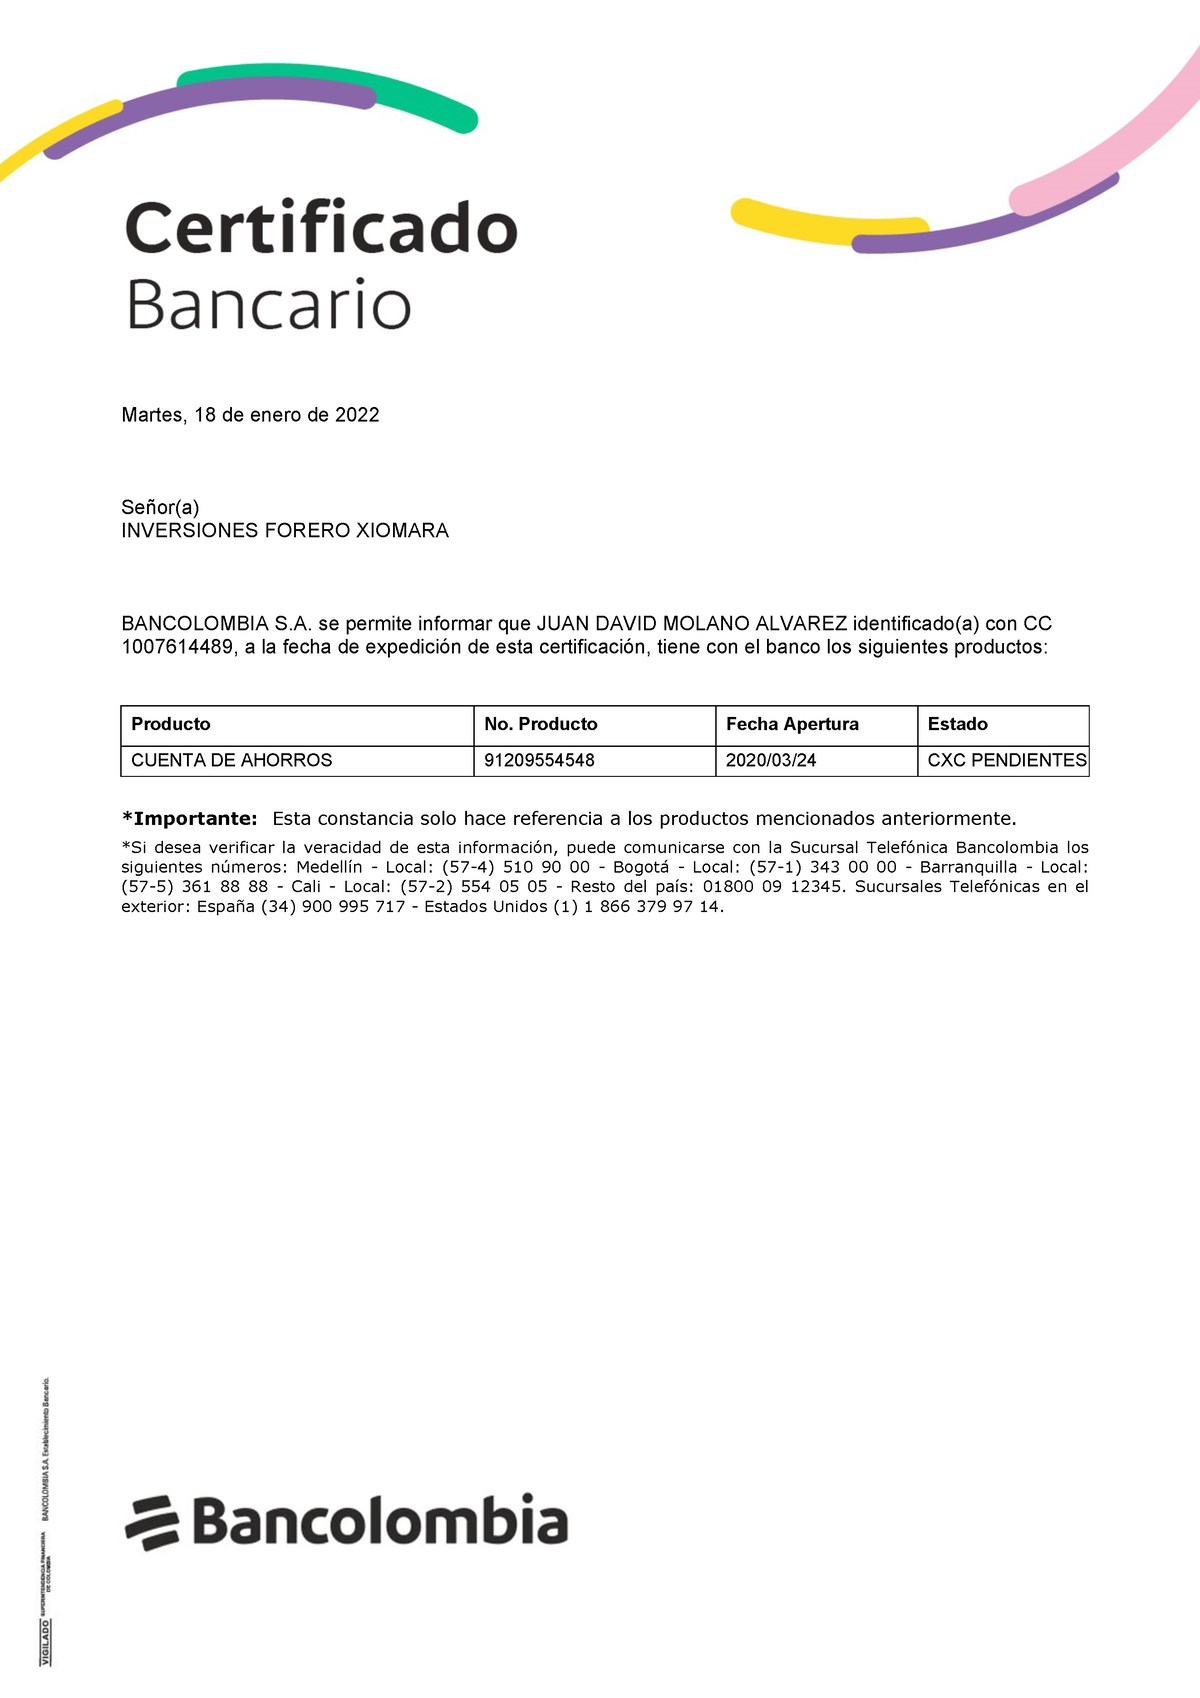 Certificado
Bancario
Martes, 18 de enero de 2022
Señor(a)
INVERSIONES FORERO XIOMARA
BANCOLOMBIA S.A. se permite informar que JUAN DAVID MOLANO ALVAREZ identificado(a) con CC
1007614489, a la fecha de expedición de esta certificación, tiene con el banco los siguientes productos:
Producto No. Producto Fecha Apertura Estado
CUENTA DE AHORROS 91209554548 2020/03/24 CXC PENDIENTES
*Importante: Esta constancia solo hace referencia a los productos mencionados anteriormente.
*Si desea verificar la veracidad de esta información, puede comunicarse con la Sucursal Telefónica Bancolombia los
siguientes números: Medellín - Local: (57-4) 510 90 00 - Bogotá - Local: (57-1) 343 00 00 - Barranquilla - Local:
(57-5) 361 88 88 - Cali - Local: (57-2) 554 05 05 - Resto del país: 01800 09 12345. Sucursales Telefónicas en el
exterior: España (34) 900 995 717 - Estados Unidos (1) 1 866 379 97 14.
Bancolombia
VIGILADO SUPERINTENDENCIA FINANCIERA
DE COLOMBIA
BANCOLOMBIA S.A. Establecimiento Bancario.